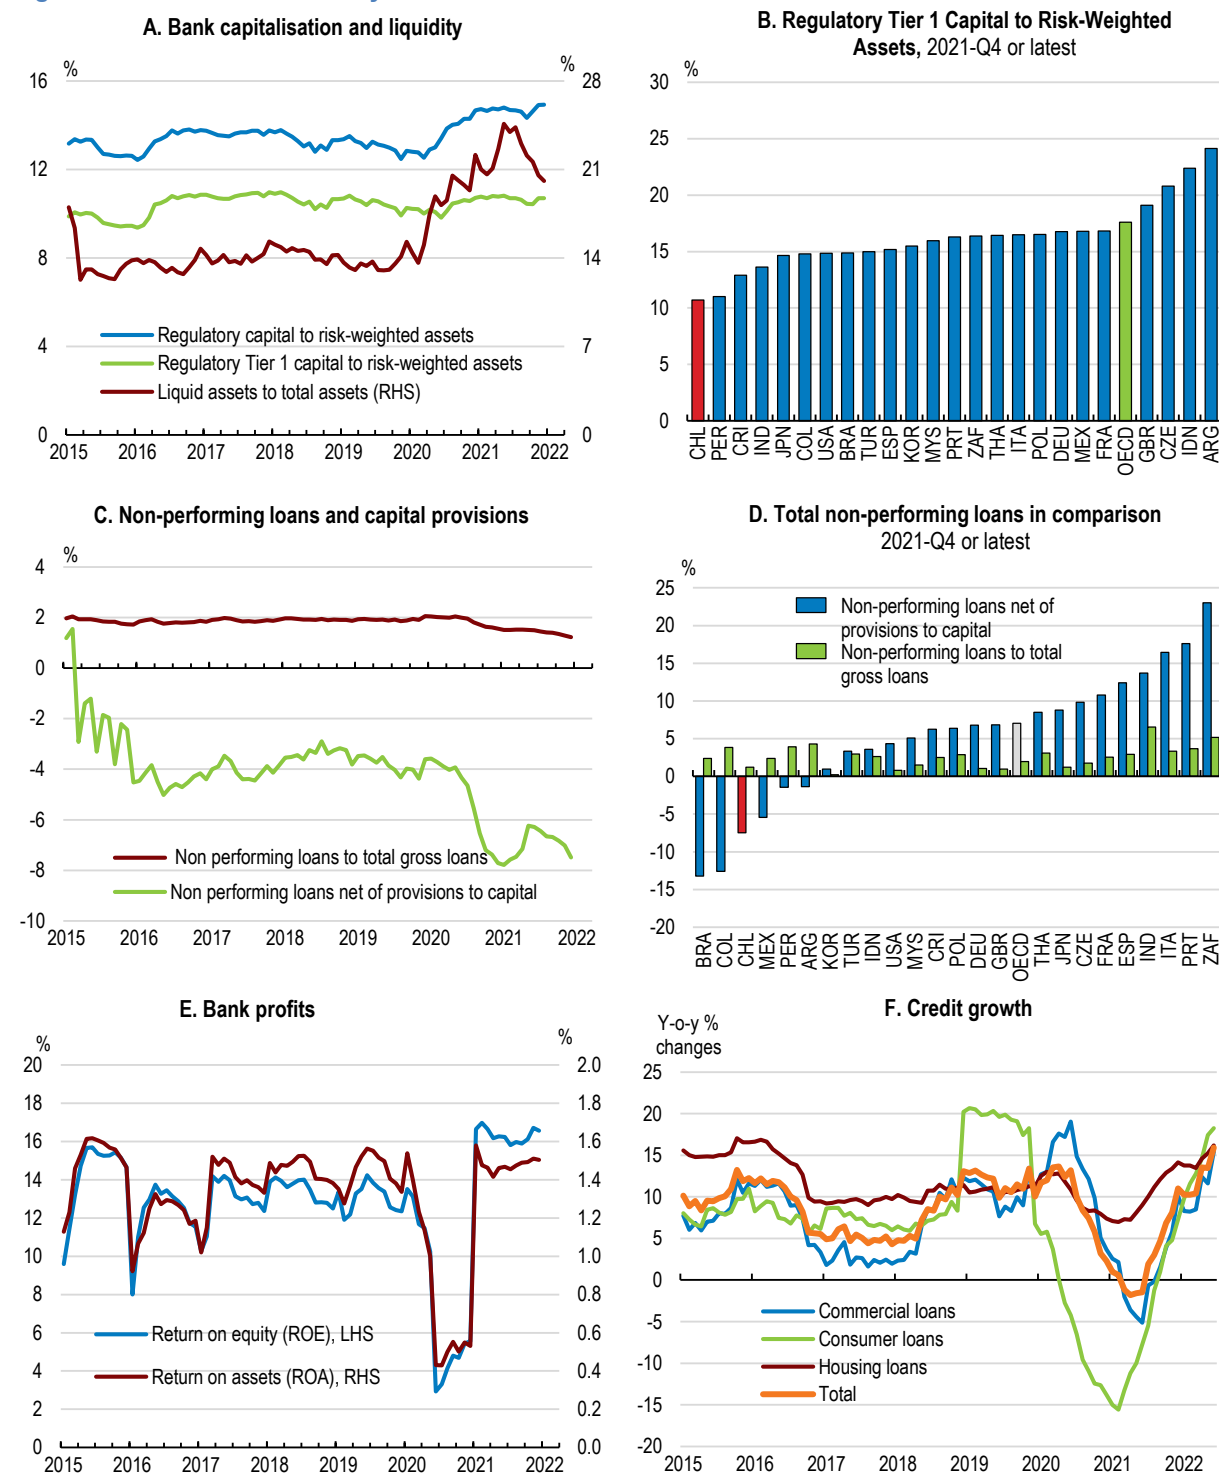 A. Bank capitalisation and liquidity
%
%
16
28
12
21
8
14
4
7
0
0
Regulatory capital to risk-weighted assets
Regulatory Tier 1 capital to risk-weighted assets
Liquid assets to total assets (RHS)
2015 2016 2017 2018 2019 2020 2021 2022
B. Regulatory Tier 1 Capital to Risk-Weighted
Assets, 2021-Q4 or latest
%
30
25
20
15
10
5
0
CHL PER CRI IND JPN COL USA BRA TUR ESP KOR MYS PRT ZAF THA ITA POL DEU MEX FRA OECD GBR CZE IDN ARG
C. Non-performing loans and capital provisions
%
4
2
0
-2
-4
-6
-8
-10
Non performing loans to total gross loans
Non performing loans net of provisions to capital
2015 2016 2017 2018 2019 2020 2021 2022
D. Total non-performing loans in comparison
2021-Q4 or latest
%
25
20
15
10
5
0
-5
-10
-15
-20
Non-performing loans net of
provisions to capital
Non-performing loans to total
gross loans
BRA COL CHL MEX PER ARG KOR TUR IDN USA MYS CRI POL DEU GBR OECD THA JPN CZE FRA ESP IND ITA PRT ZAF
E. Bank profits
%
%
20
2.0
18
1.8
16
1.6
14
1.4
12
1.2
10
1.0
8
0.8
6
0.6
4
0.4
2
0.2
0
0.0
Return on equity (ROE), LHS
Return on assets (ROA), RHS
2015 2016 2017 2018 2019 2020 2021 2022
F. Credit growth
Y-o-y %
changes
25
20
15
10
5
0
-5
-10
-15
-20
Commercial loans
Consumer loans
Housing loans
Total
2015 2016 2017 2018 2019 2020 2021 2022